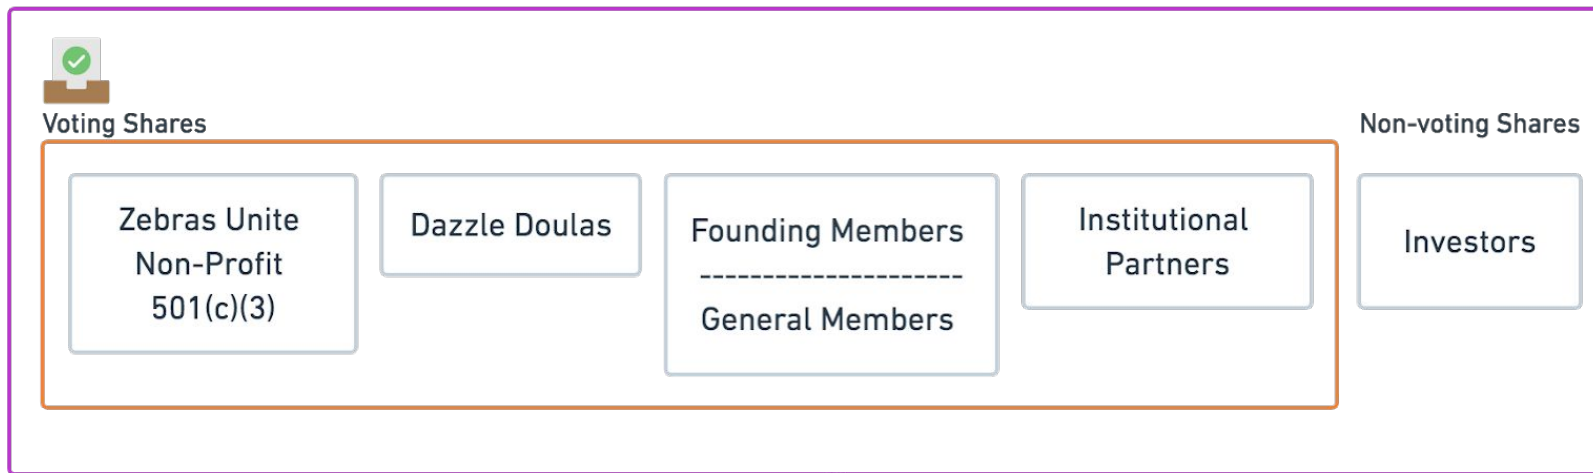 Voting Shares
Non-voting Shares
Zebras Unite
Non-Profit
501(c)(3)
Dazzle Doulas
Founding Members
---------------------
General Members
Institutional
Partners
Investors